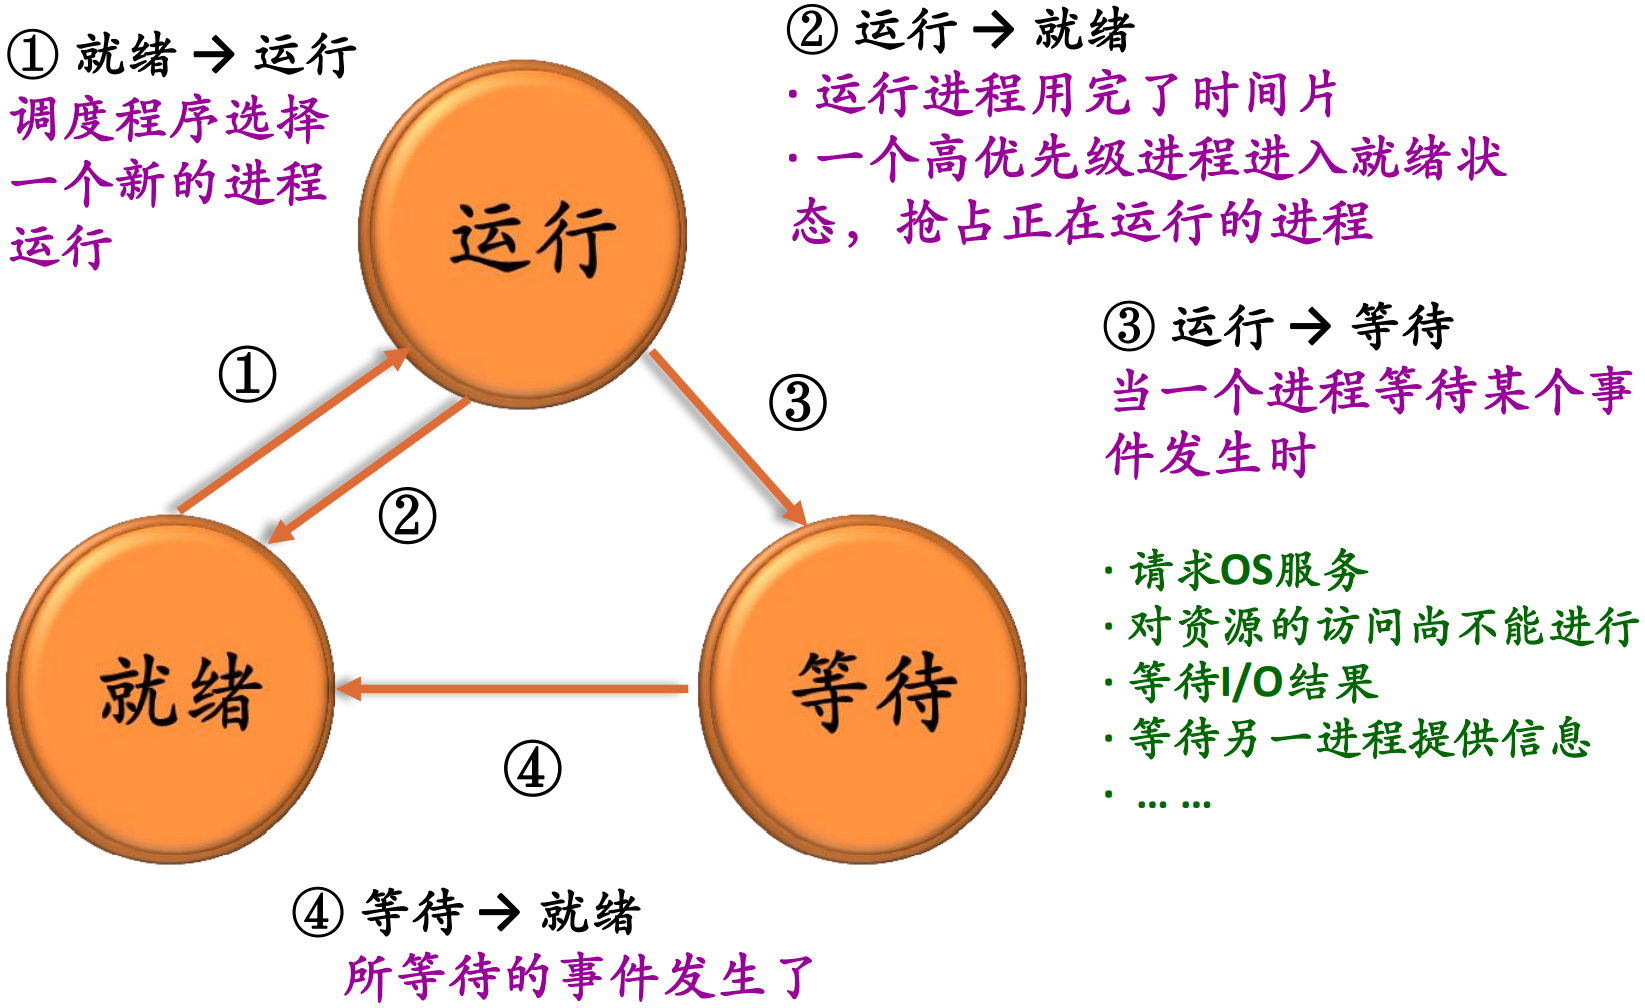 ① 就绪 → 运行
调度程序选择
一个新的进程
运行
② 运行 → 就绪
· 运行进程用完了时间片
· 一个高优先级进程进入就绪状
态，抢占正在运行的进程
运行
③ 运行 → 等待
当一个进程等待某个事
件发生时
①
③
②
· 请求OS服务
· 对资源的访问尚不能进行
· 等待I/O结果
· 等待另一进程提供信息
· ... ...
就绪
等待
④
④ 等待 → 就绪
所等待的事件发生了